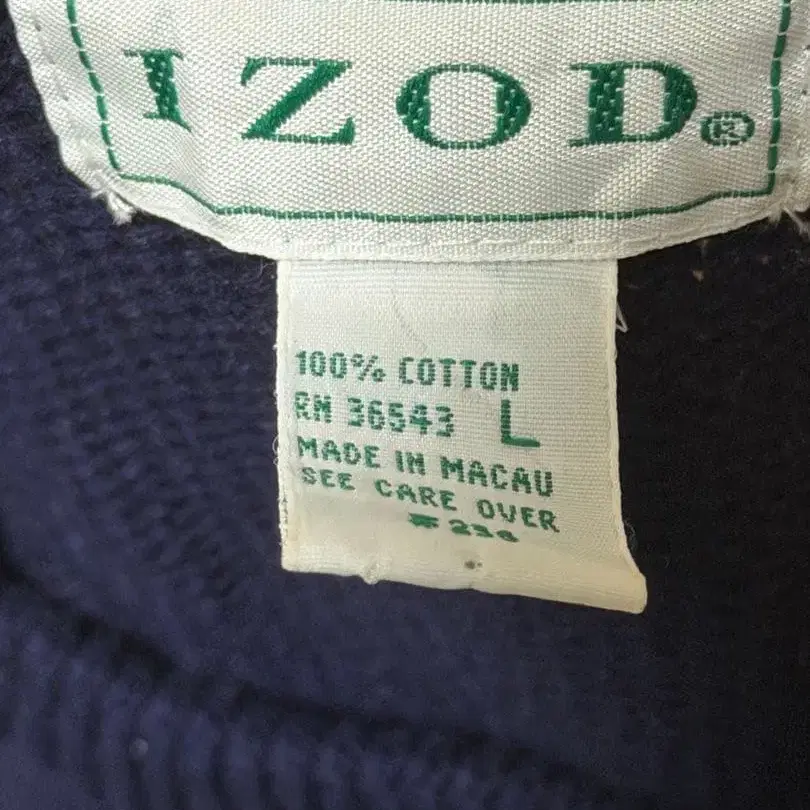 IZOD®
100% COTTON
RN 36543 L
MADE IN MACAU
SEE CARE OVER